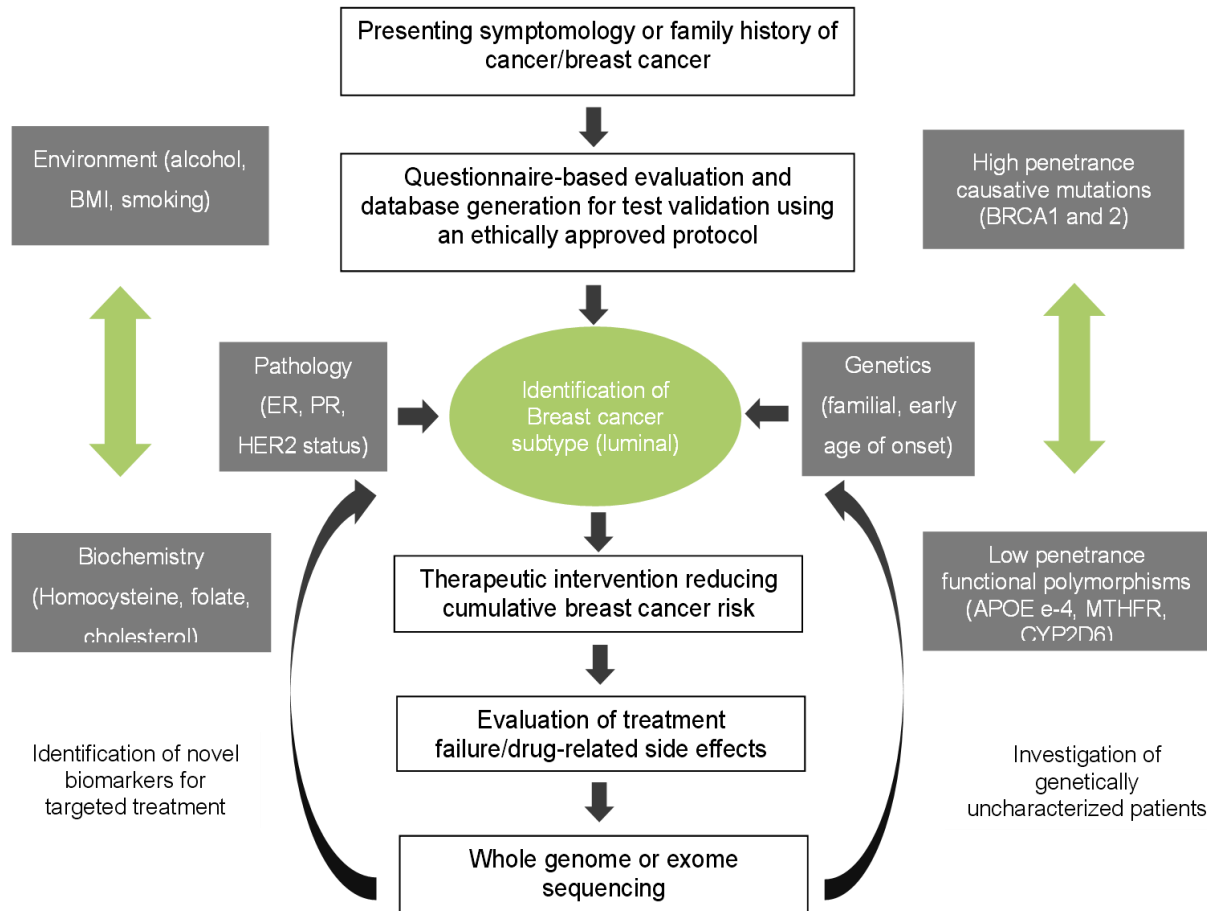 Presenting symptomology or family history of
cancer/breast cancer
Environment (alcohol,
BMI, smoking)
Questionnaire-based evaluation and
database generation for test validation using
an ethically approved protocol
High penetrance
causative mutations
(BRCA1 and 2)
Pathology
(ER, PR,
HER2 status)
Identification of
Breast cancer
subtype (luminal)
Genetics
(familial, early
age of onset)
Biochemistry
(Homocysteine, folate,
cholesterol)
Therapeutic intervention reducing
cumulative breast cancer risk
Low penetrance
functional polymorphisms
(APOE e-4, MTHFR,
CYP2D6)
Evaluation of treatment
failure/drug-related side effects
Identification of novel
biomarkers for
targeted treatment
Investigation of
genetically
uncharacterized patients
Whole genome or exome
sequencing